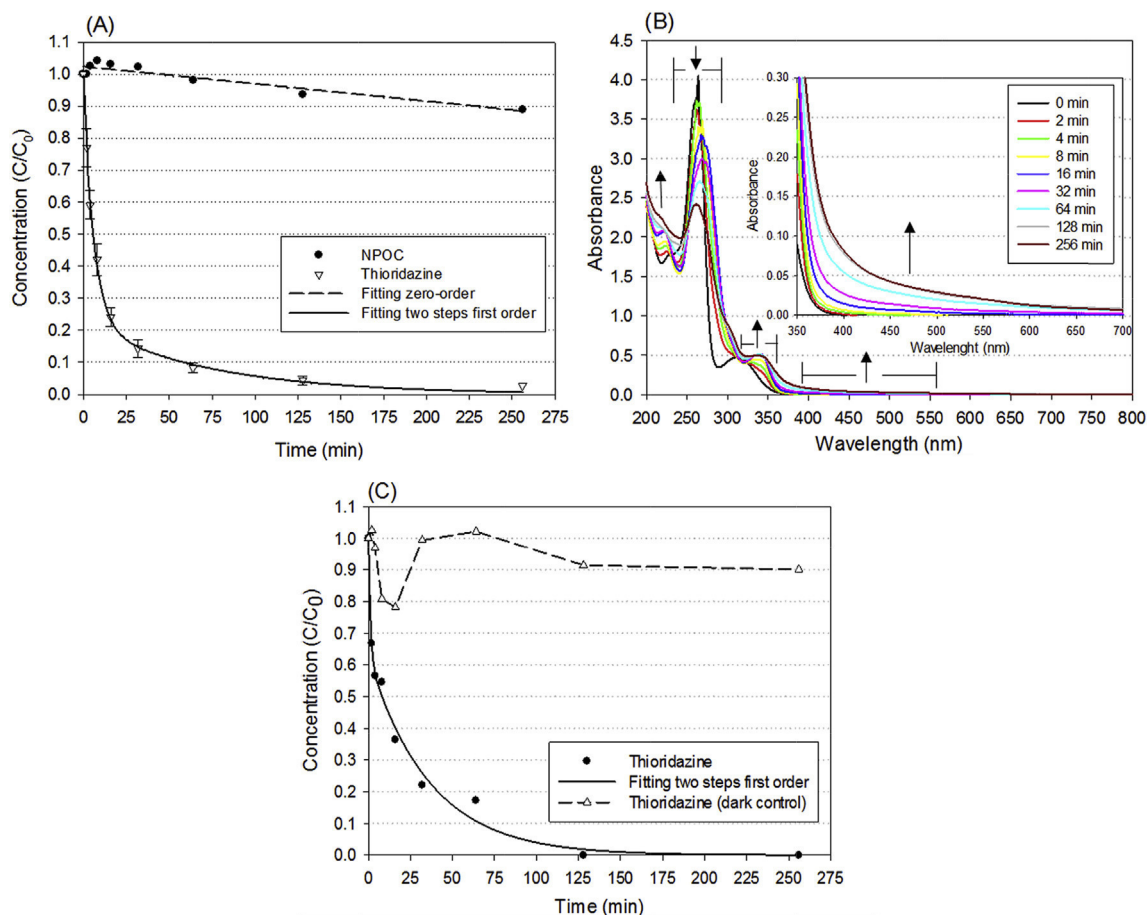 (A)
1.1
1.0
0.9
0.8
0.7
0.6
0.5
0.4
0.3
0.2
0.1
0.0
Concentration (C/C0)
NPOC
Thioridazine
Fitting zero-order
Fitting two steps first order
0 25 50 75 100 125 150 175 200 225 250 275
Time (min)
(B)
4.5
4.0
3.5
3.0
2.5
2.0
1.5
1.0
0.5
0.0
Absorbance
0.30
0.25
0.20
0.15
0.10
0.05
0.00
Absorbance
350 400 450 500 550 600 650 700
Wavelenght (nm)
0 min
2 min
4 min
8 min
16 min
32 min
64 min
128 min
256 min
200 250 300 350 400 450 500 550 600 650 700 750 800
Wavelength (nm)
(C)
1.1
1.0
0.9
0.8
0.7
0.6
0.5
0.4
0.3
0.2
0.1
0.0
Concentration (C/C0)
Thioridazine
Fitting two steps first order
Thioridazine (dark control)
0 25 50 75 100 125 150 175 200 225 250 275
Time (min)